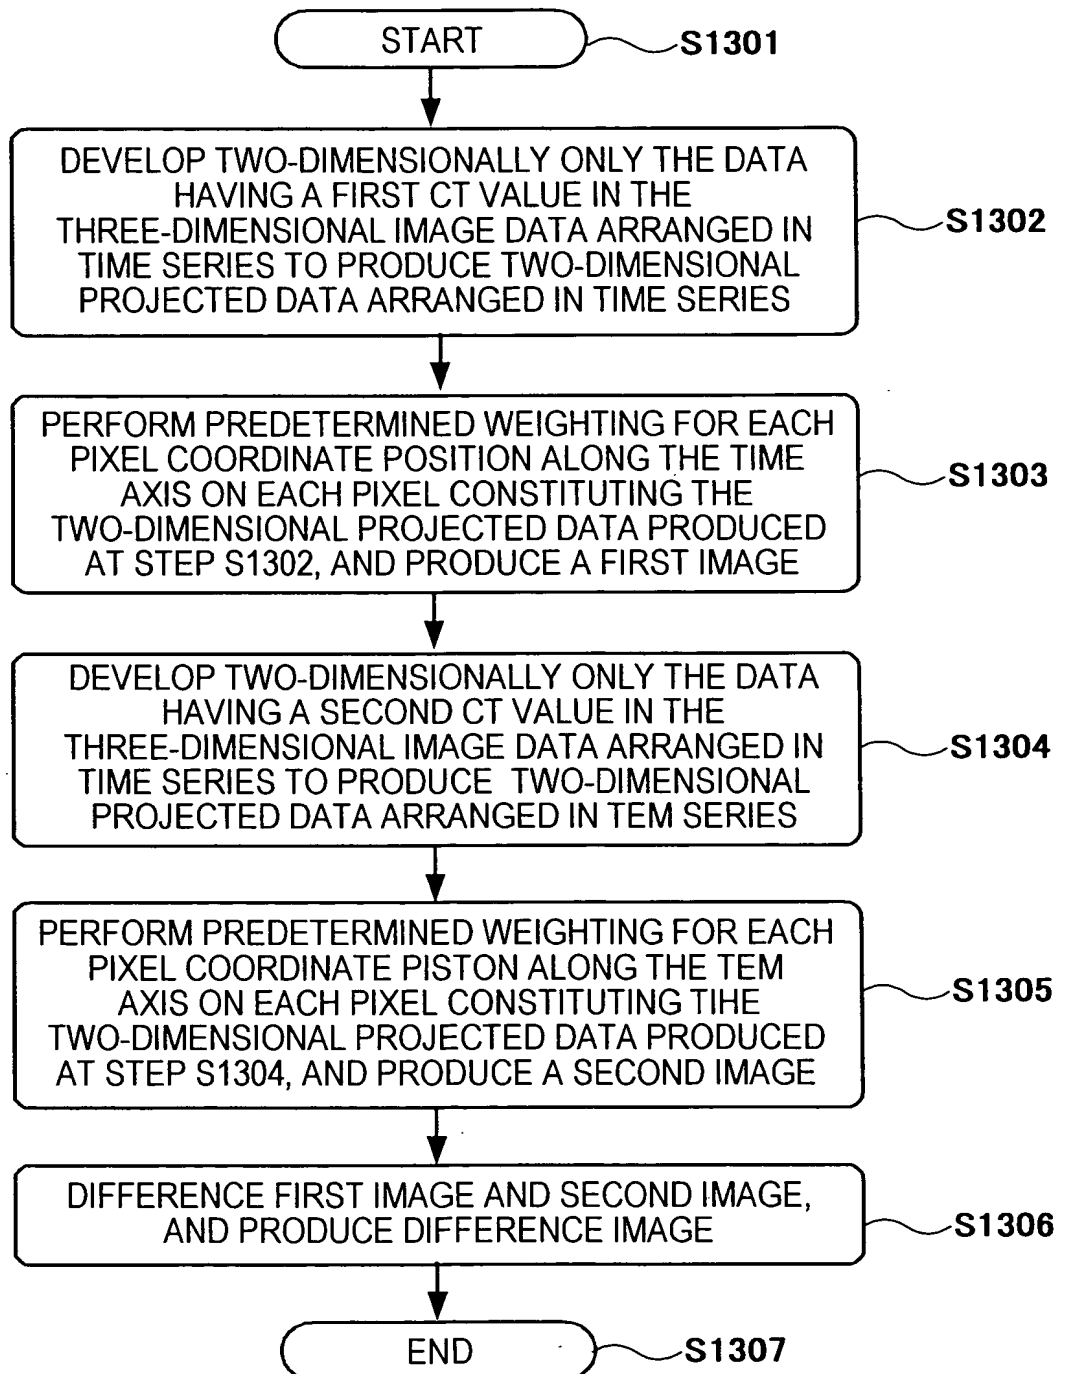 START
S1301
DEVELOP TWO-DIMENSIONALLY ONLY THE DATA
HAVING A FIRST CT VALUE IN THE
THREE-DIMENSIONAL IMAGE DATA ARRANGED IN
TIME SERIES TO PRODUCE TWO-DIMENSIONAL
PROJECTED DATA ARRANGED IN TIME SERIES
S1302
PERFORM PREDETERMINED WEIGHTING FOR EACH
PIXEL COORDINATE POSITION ALONG THE TIME
AXIS ON EACH PIXEL CONSTITUTING THE
TWO-DIMENSIONAL PROJECTED DATA PRODUCED
AT STEP S1302, AND PRODUCE A FIRST IMAGE
S1303
DEVELOP TWO-DIMENSIONALLY ONLY THE DATA
HAVING A SECOND CT VALUE IN THE
THREE-DIMENSIONAL IMAGE DATA ARRANGED IN
TIME SERIES TO PRODUCE TWO-DIMENSIONAL
PROJECTED DATA ARRANGED IN TEM SERIES
S1304
PERFORM PREDETERMINED WEIGHTING FOR EACH
PIXEL COORDINATE PISTON ALONG THE TEM
AXIS ON EACH PIXEL CONSTITUTING TIHE
TWO-DIMENSIONAL PROJECTED DATA PRODUCED
AT STEP S1304, AND PRODUCE A SECOND IMAGE
S1305
DIFFERENCE FIRST IMAGE AND SECOND IMAGE,
AND PRODUCE DIFFERENCE IMAGE
S1306
END
S1307